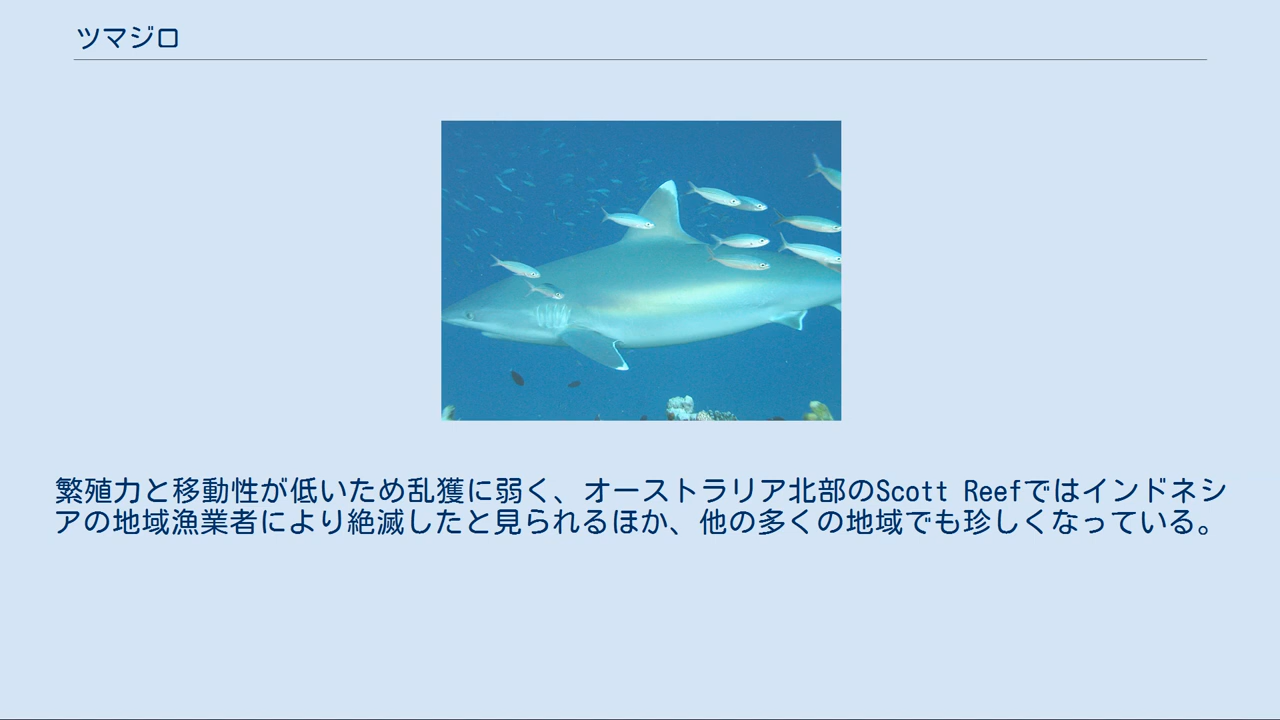 ツマジロ
繁殖力と移動性が低いため乱獲に弱く、オーストラリア北部のScott Reefではインドネシ
アの地域漁業者により絶滅したと見られるほか、他の多くの地域でも珍しくなっている。